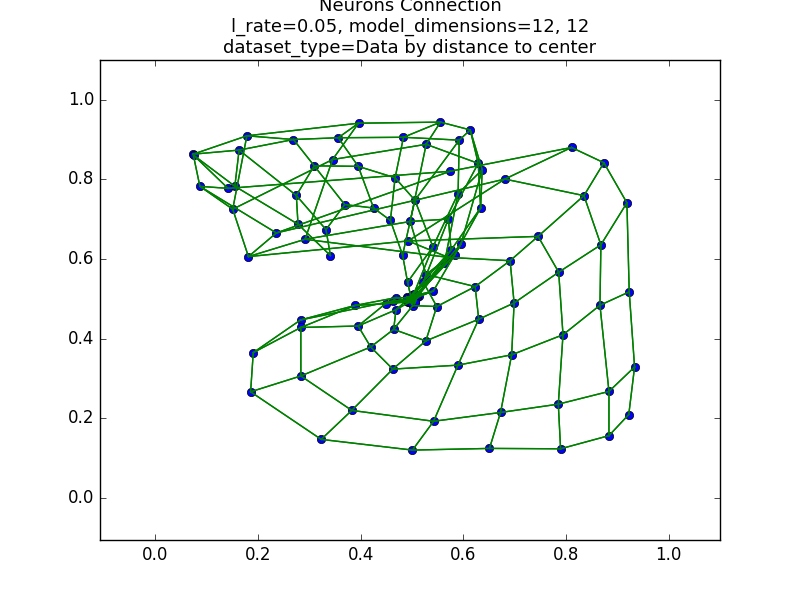 Neurons Connection
l_rate=0.05, model_dimensions=12, 12
dataset_type=Data by distance to center
1.0
0.8
0.6
0.4
0.2
0.0
0.0 0.2 0.4 0.6 0.8 1.0